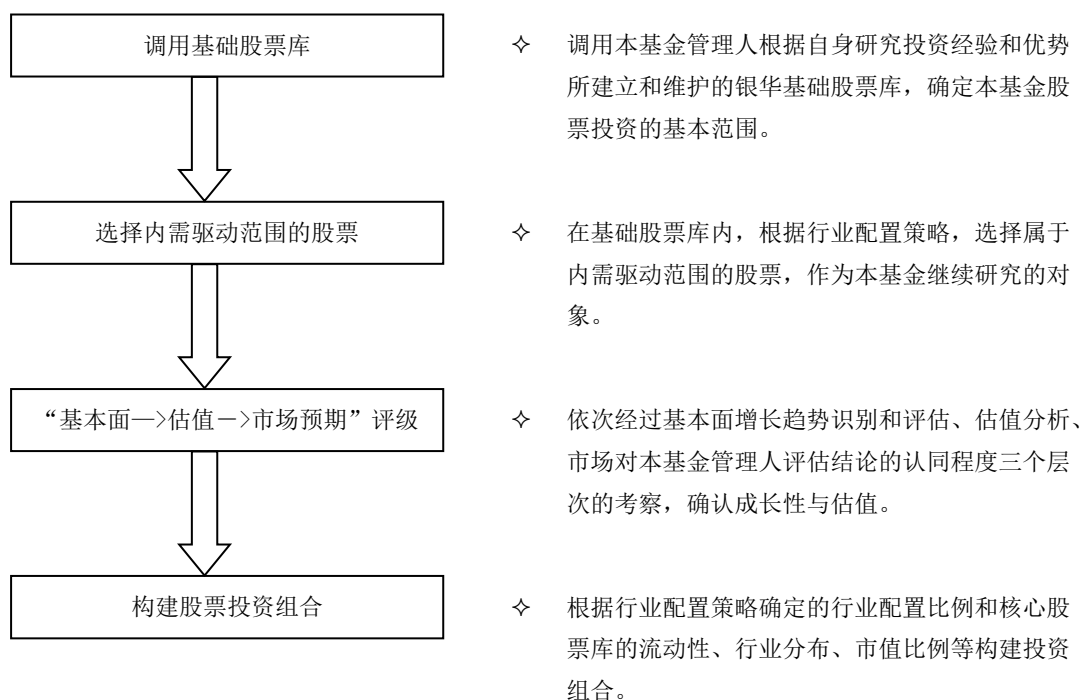 调用基础股票库
✧ 调用本基金管理人根据自身研究投资经验和优势
所建立和维护的银华基础股票库，确定本基金股
票投资的基本范围。
选择内需驱动范围的股票
✧ 在基础股票库内，根据行业配置策略，选择属于
内需驱动范围的股票，作为本基金继续研究的对
象。
“基本面—>估值－>市场预期”评级
✧ 依次经过基本面增长趋势识别和评估、估值分析、
市场对本基金管理人评估结论的认同程度三个层
次的考察，确认成长性与估值。
构建股票投资组合
✧ 根据行业配置策略确定的行业配置比例和核心股
票库的流动性、行业分布、市值比例等构建投资
组合。